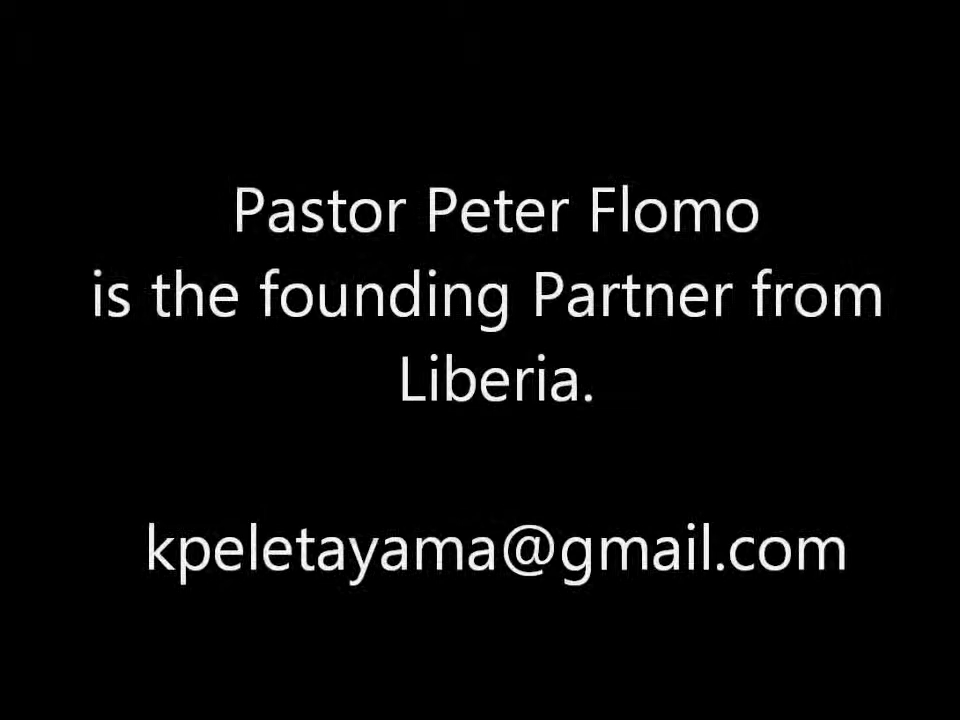 Pastor Peter Flomo
is the founding Partner from
Liberia.
kpeletayama@gmail.com